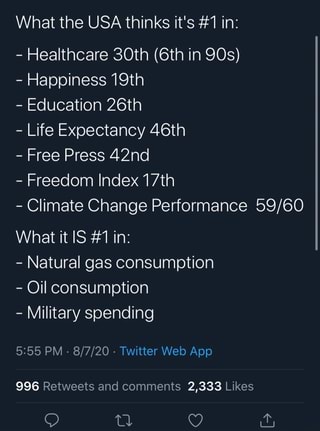 What the USA thinks it's #1 in:
- Healthcare 30th (6th in 90s)
- Happiness 19th
- Education 26th
- Life Expectancy 46th
- Free Press 42nd
- Freedom Index 17th
- Climate Change Performance 59/60
What it IS #1 in:
- Natural gas consumption
- Oil consumption
- Military spending
5:55 PM · 8/7/20 · Twitter Web App
996 Retweets and comments 2,333 Likes